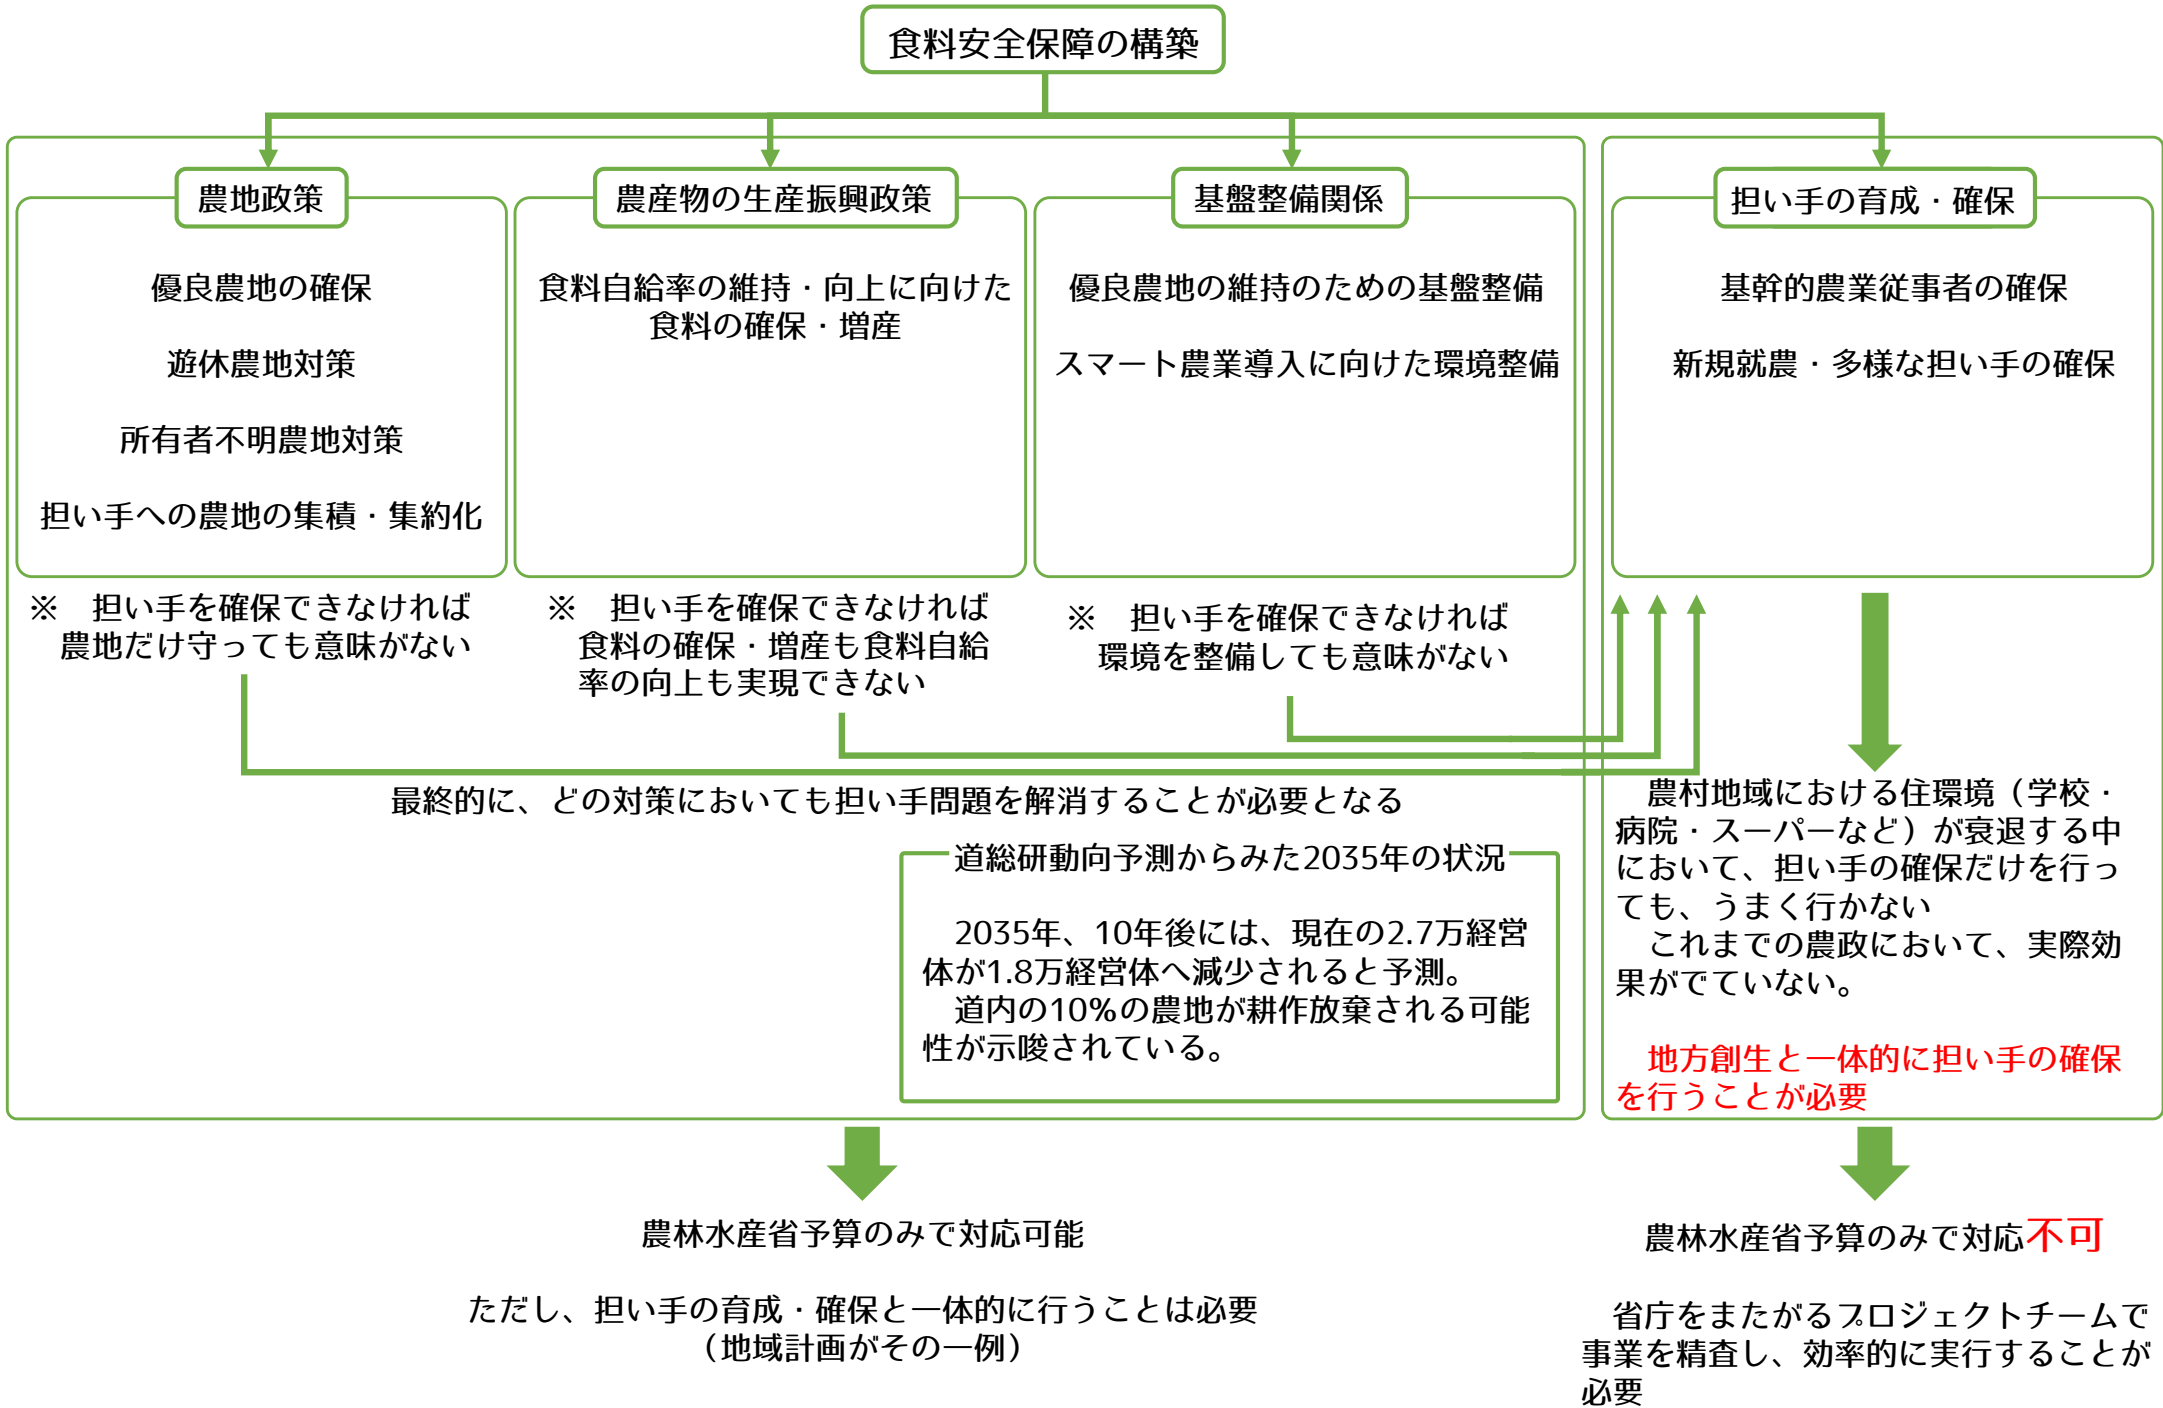 食料安全保障の構築
農地政策
優良農地の確保
遊休農地対策
所有者不明農地対策
担い手への農地の集積・集約化
※　担い手を確保できなければ
農地だけ守っても意味がない
農産物の生産振興政策
食料自給率の維持・向上に向けた
食料の確保・増産
※　担い手を確保できなければ
食料の確保・増産も食料自給
率の向上も実現できない
基盤整備関係
優良農地の維持のための基盤整備
スマート農業導入に向けた環境整備
※　担い手を確保できなければ
環境を整備しても意味がない
最終的に、どの対策においても担い手問題を解消することが必要となる
道総研動向予測からみた2035年の状況
2035年、10年後には、現在の2.7万経営
体が1.8万経営体へ減少されると予測。
道内の10%の農地が耕作放棄される可能
性が示唆されている。
農林水産省予算のみで対応可能
ただし、担い手の育成・確保と一体的に行うことは必要
（地域計画がその一例）
担い手の育成・確保
基幹的農業従事者の確保
新規就農・多様な担い手の確保
農村地域における住環境（学校・
病院・スーパーなど）が衰退する中
において、担い手の確保だけを行っ
ても、うまく行かない
これまでの農政において、実際効
果がでていない。
地方創生と一体的に担い手の確保
を行うことが必要
農林水産省予算のみで対応不可
省庁をまたがるプロジェクトチームで
事業を精査し、効率的に実行することが
必要